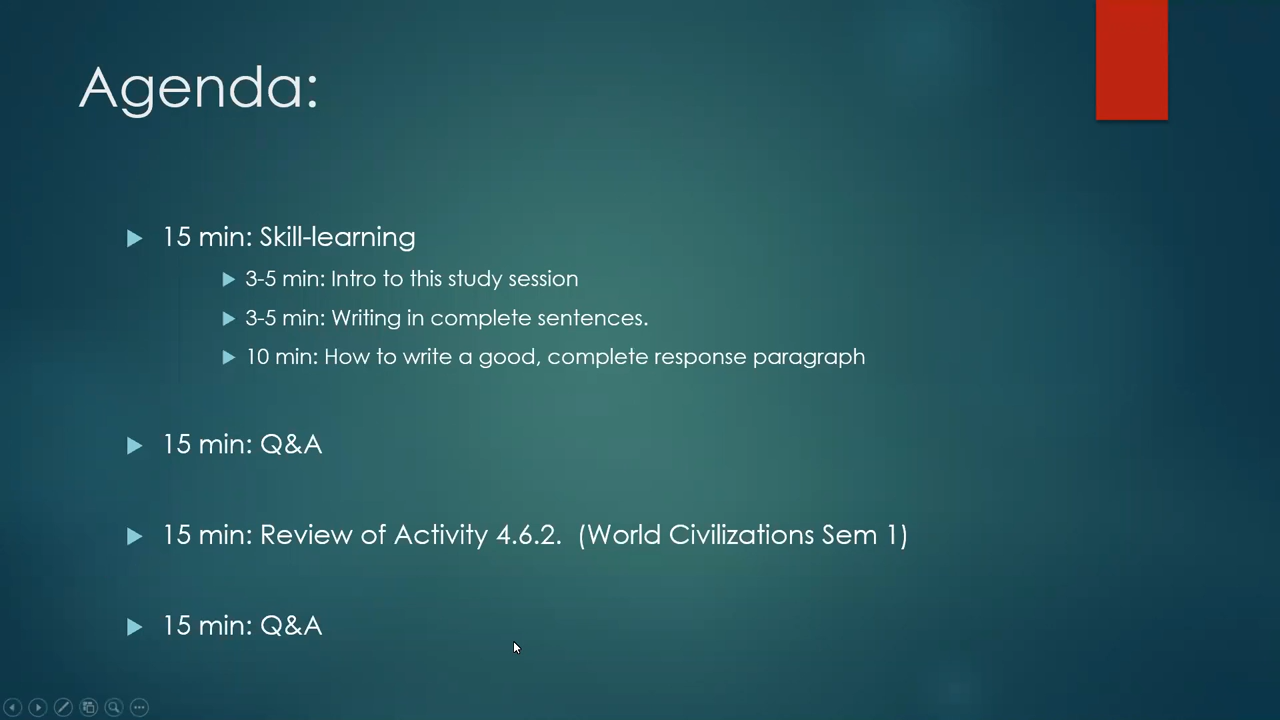 Agenda:
15 min: Skill-learning
3-5 min: Intro to this study session
3-5 min: Writing in complete sentences.
10 min: How to write a good, complete response paragraph
15 min: Q&A
15 min: Review of Activity 4.6.2.  (World Civilizations Sem 1)
15 min: Q&A